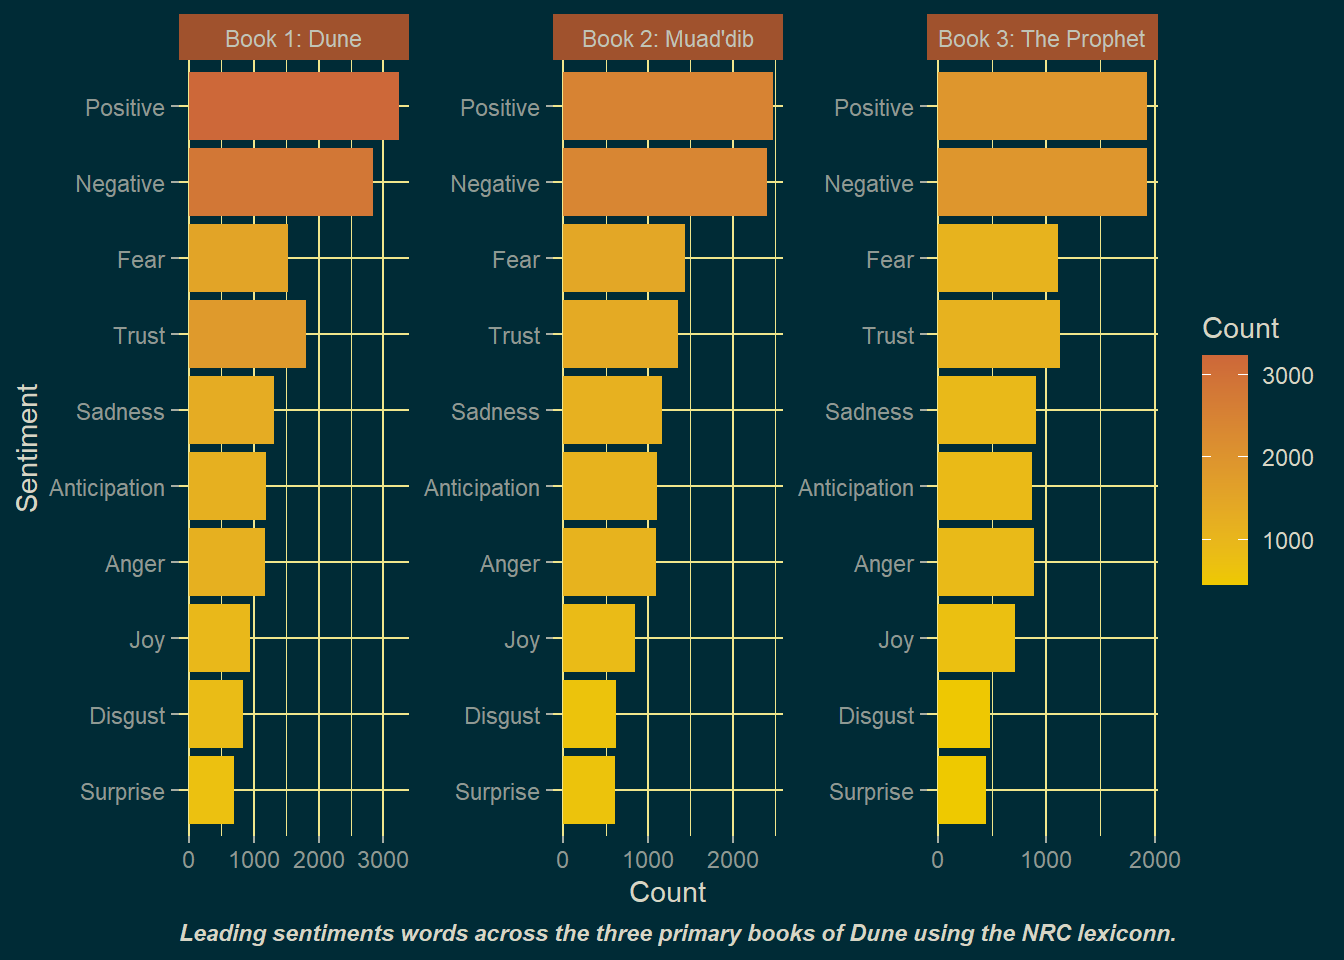 Book 1: Dune
Book 2: Muad'dib
Book 3: The Prophet
Sentiment
Positive
Negative
Fear
Trust
Sadness
Anticipation
Anger
Joy
Disgust
Surprise
0 1000 2000 3000
Positive
Negative
Fear
Trust
Sadness
Anticipation
Anger
Joy
Disgust
Surprise
0 1000 2000
Positive
Negative
Fear
Trust
Sadness
Anticipation
Anger
Joy
Disgust
Surprise
0 1000 2000
Count
Count
3000
2000
1000
Leading sentiments words across the three primary books of Dune using the NRC lexiconn.